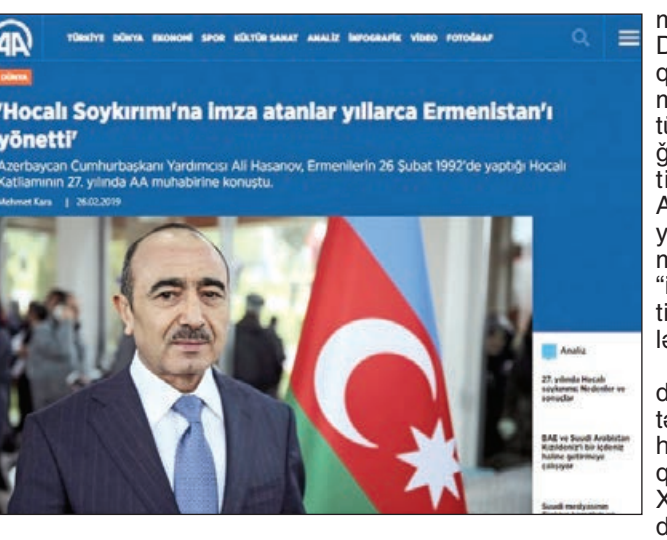 AA
TÜRKİYE DÜNYA EKONOMİ SPOR KÜLTÜR SANAT ANALİZ İNFOGRAFİK VİDEO FOTOĞRAF
DÜNYA
'Hocalı Soykırımı'na imza atanlar yıllarca Ermenistan'ı
yönetti'
Azerbaycan Cumhurbaşkanı Yardımcısı Ali Hasanov, Ermenilerin 26 Şubat 1992'de yaptığı Hocalı
Katliamının 27. yılında AA muhabirine konuştu.
Mehmet Kara | 26.02.2019
Analiz
27. yılında Hocalı
soykırımı: Nedenler ve
sonuçlar
BAE ve Suudi Arabistan
Kızıldeniz'i bir içdeniz
haline getirmeye
çalışıyor
Suudi medyasının